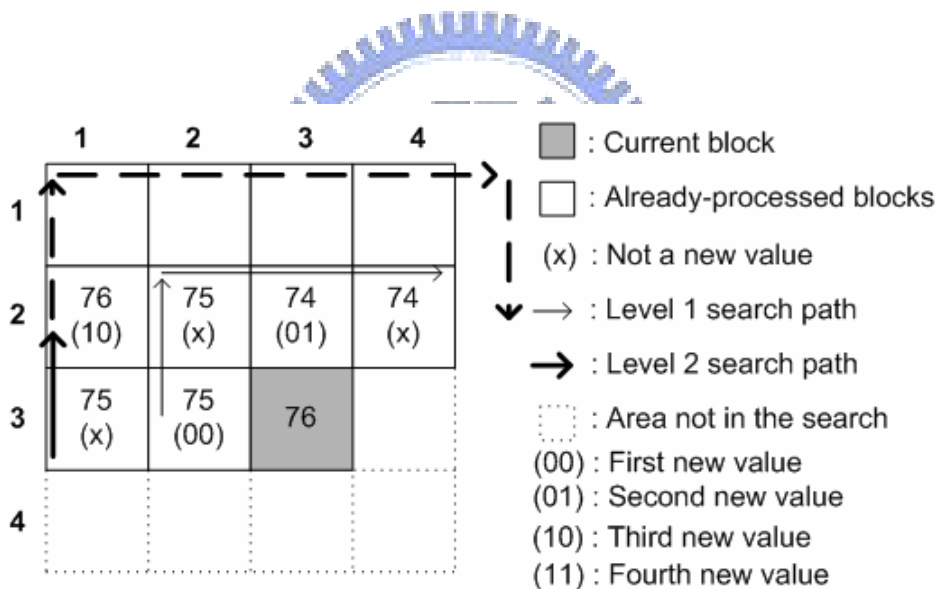 1 2 3 4
1
2
3
4
76 75 74 74
(10) (x) (01) (x)
75 75 76
(x) (00)
: Current block
: Already-processed blocks
(x) : Not a new value
: Level 1 search path
: Level 2 search path
: Area not in the search
(00) : First new value
(01) : Second new value
(10) : Third new value
(11) : Fourth new value